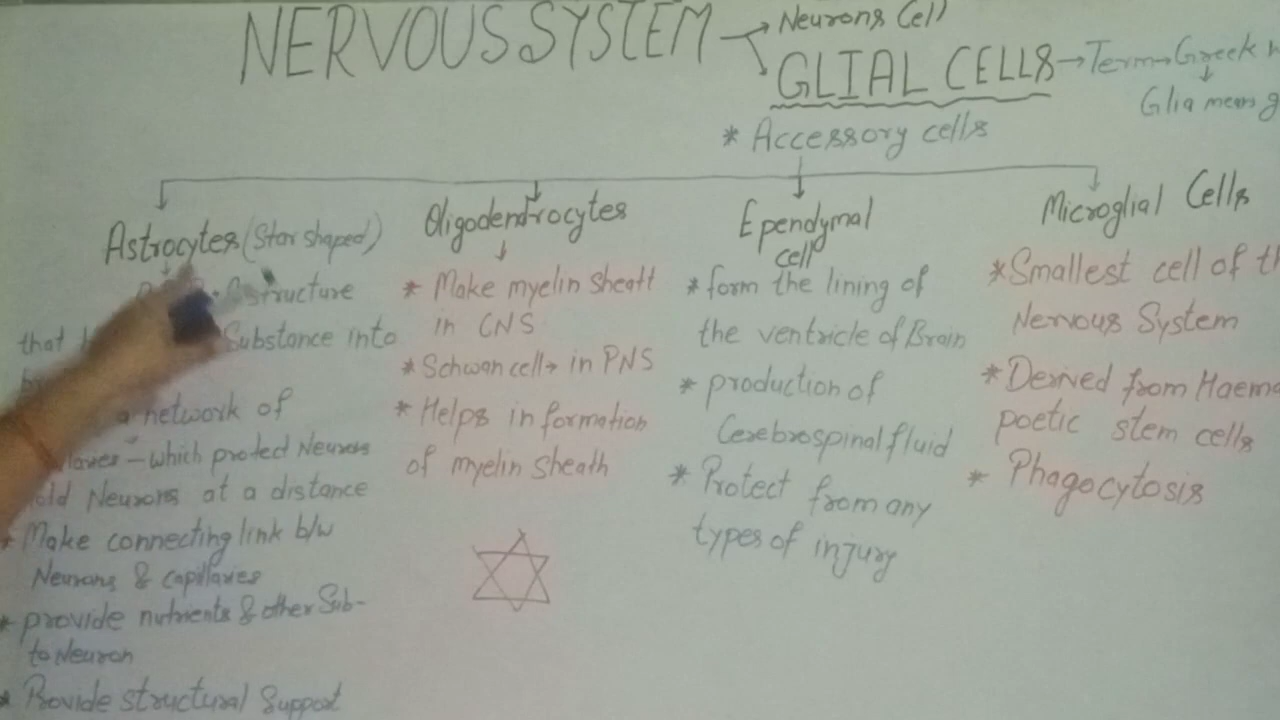 NERVOUS SYSTEM
Neurons Cell
GLIAL CELLS → Term → Greek
Glia means
* Accessory cells
Astrocytes (Star shaped)
structure
that Substance into
a network of
which protect Neurons
Neurons at a distance
* Make connecting link b/w
Neurons & capillaries
* provide nutrients & other Sub-
to Neuron
* Provide structural Support
Oligodendrocytes
* Make myelin Sheatt
in CNS
* Schwan cell → in PNS
* Helps in formation
of myelin Sheath
Ependymal
cell
* form the lining of
the ventricle of Brain
* production of
Cerebrospinal fluid
* Protect from any
types of injury
Microglial Cells
* Smallest cell of
Nervous System
* Derived from Haema
poetic stem cells
* Phagocytosis